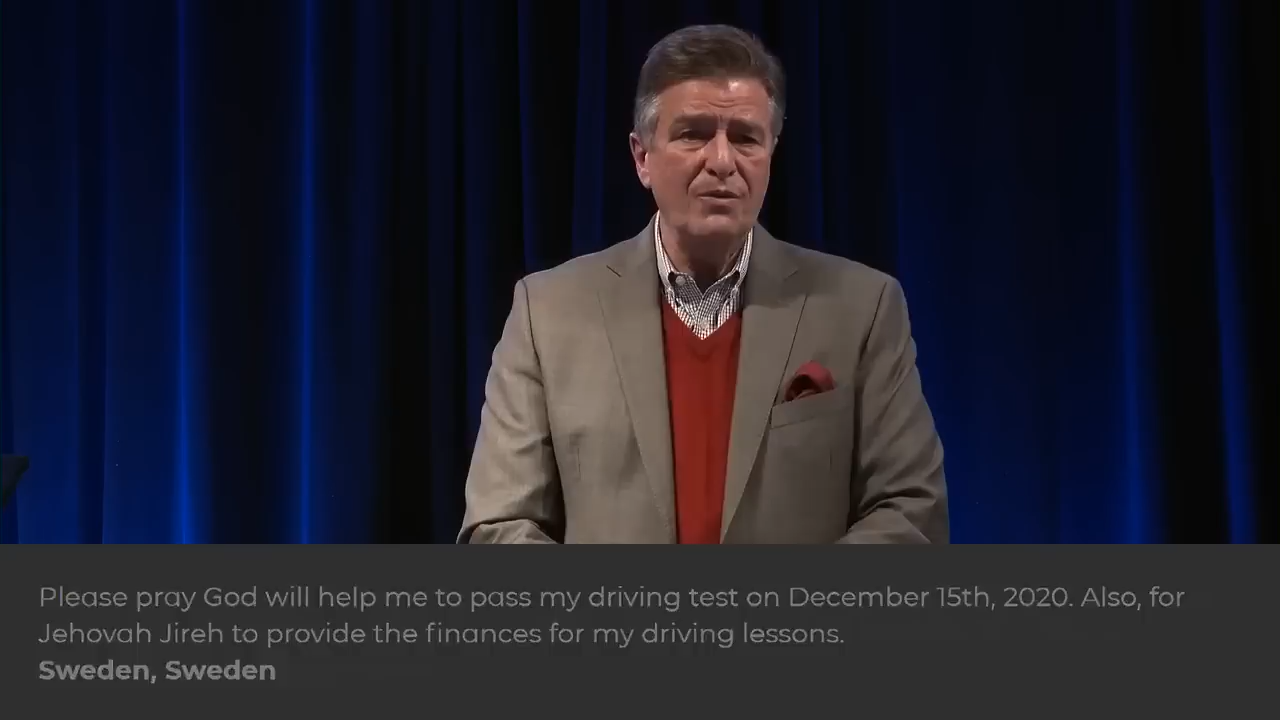 Please pray God will help me to pass my driving test on December 15th, 2020. Also, for
Jehovah Jireh to provide the finances for my driving lessons.
Sweden, Sweden